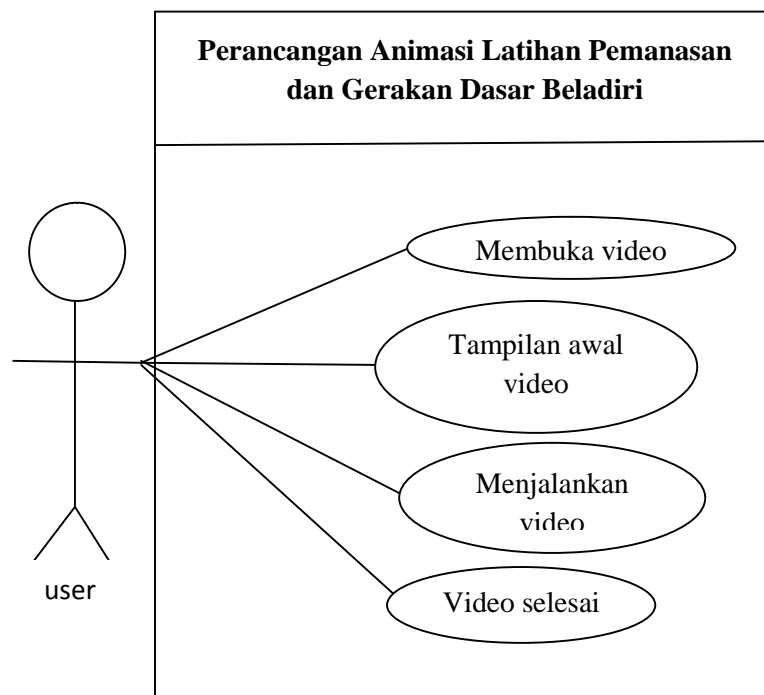 Perancangan Animasi Latihan Pemanasan
dan Gerakan Dasar Beladiri
Membuka video
Tampilan awal
video
Menjalankan
video
Video selesai
user